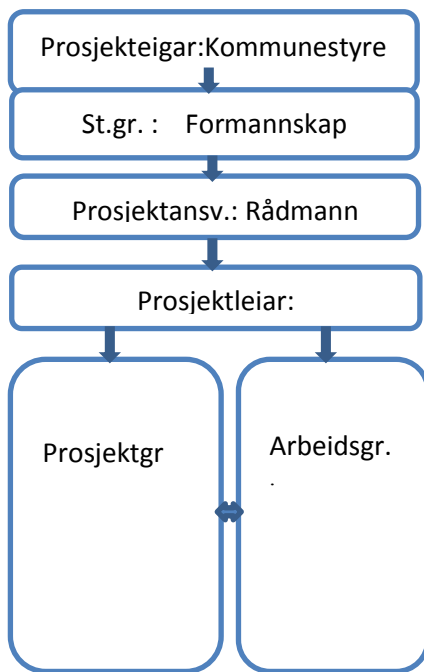 Prosjekteigar:Kommunestyre
St.gr. : Formannskap
Prosjektansv.: Rådmann
Prosjektleiar:
Prosjektgr
Arbeidsgr.